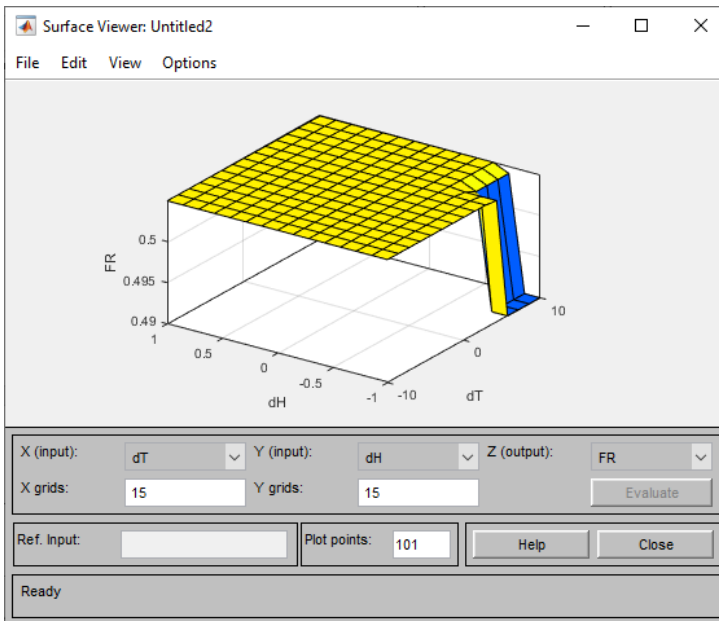 Surface Viewer: Untitled2
File Edit View Options
FR
0.5
0.495
0.49
1
0.5
0
-0.5
-1
dH
-10
0
10
dT
X (input): dT Y (input): dH Z (output): FR
X grids: 15 Y grids: 15 Evaluate
Ref. Input: Plot points: 101 Help Close
Ready